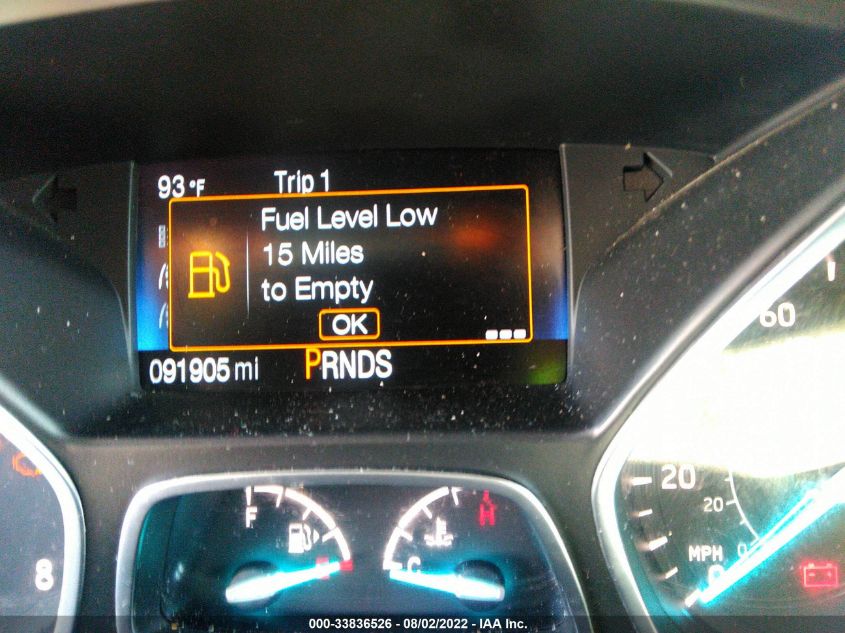 93°F Trip 1
Fuel Level Low
15 Miles
to Empty
OK
091905 mi PRNDS
60
F H
20
20
E C
MPH 0
8 0
000-33836526 - 08/02/2022 - IAA Inc.